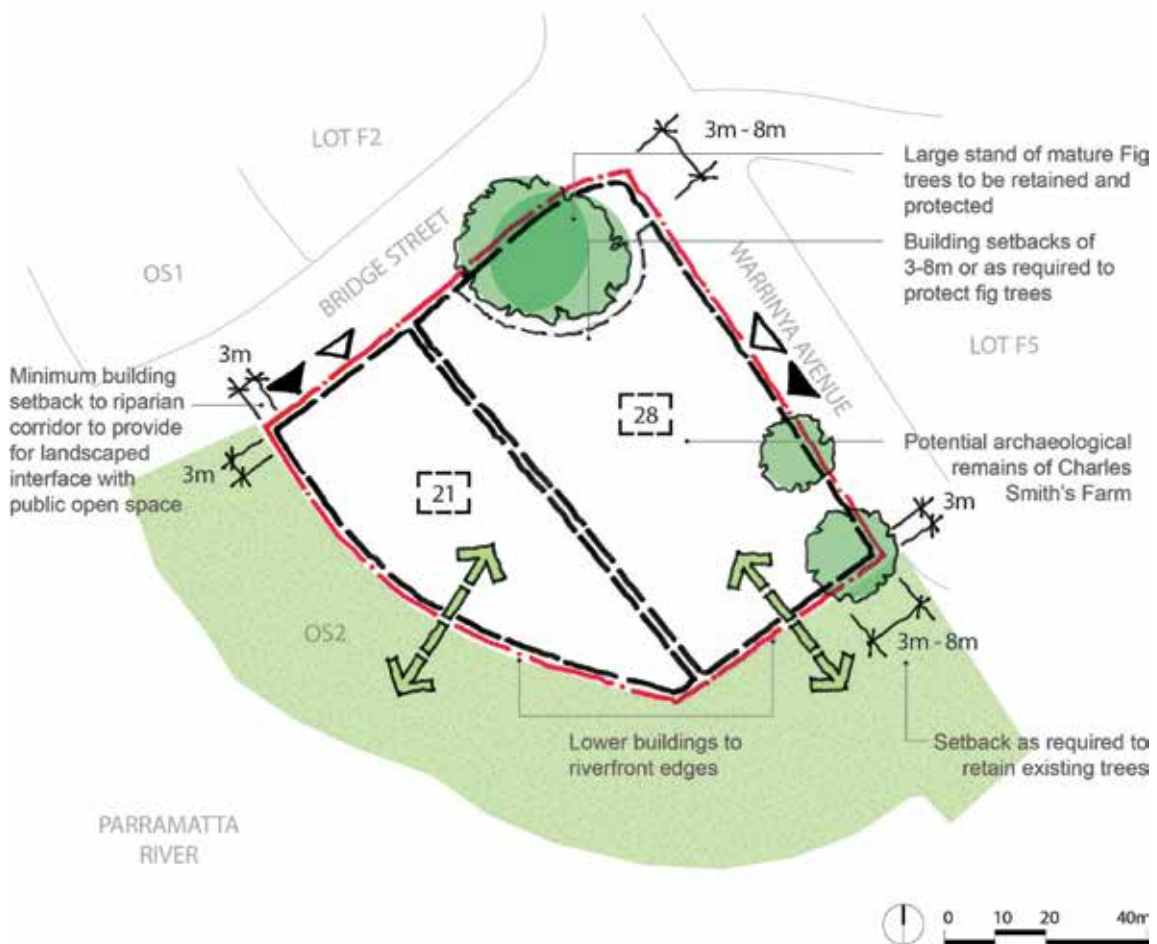 3m - 8m
LOT F2
Large stand of mature Fig
trees to be retained and
protected
BRIDGE STREET
WARRINYA AVENUE
Building setbacks of
3-8m or as required to
protect fig trees
OS1
LOT F5
3m
Minimum building
setback to riparian
corridor to provide
for landscaped
interface with
public open space
3m
28
21
Potential archaeological
remains of Charles
Smith's Farm
3m
OS2
3m - 8m
Lower buildings to
riverfront edges
Setback as required to
retain existing trees
PARRAMATTA
RIVER
0 10 20 40m